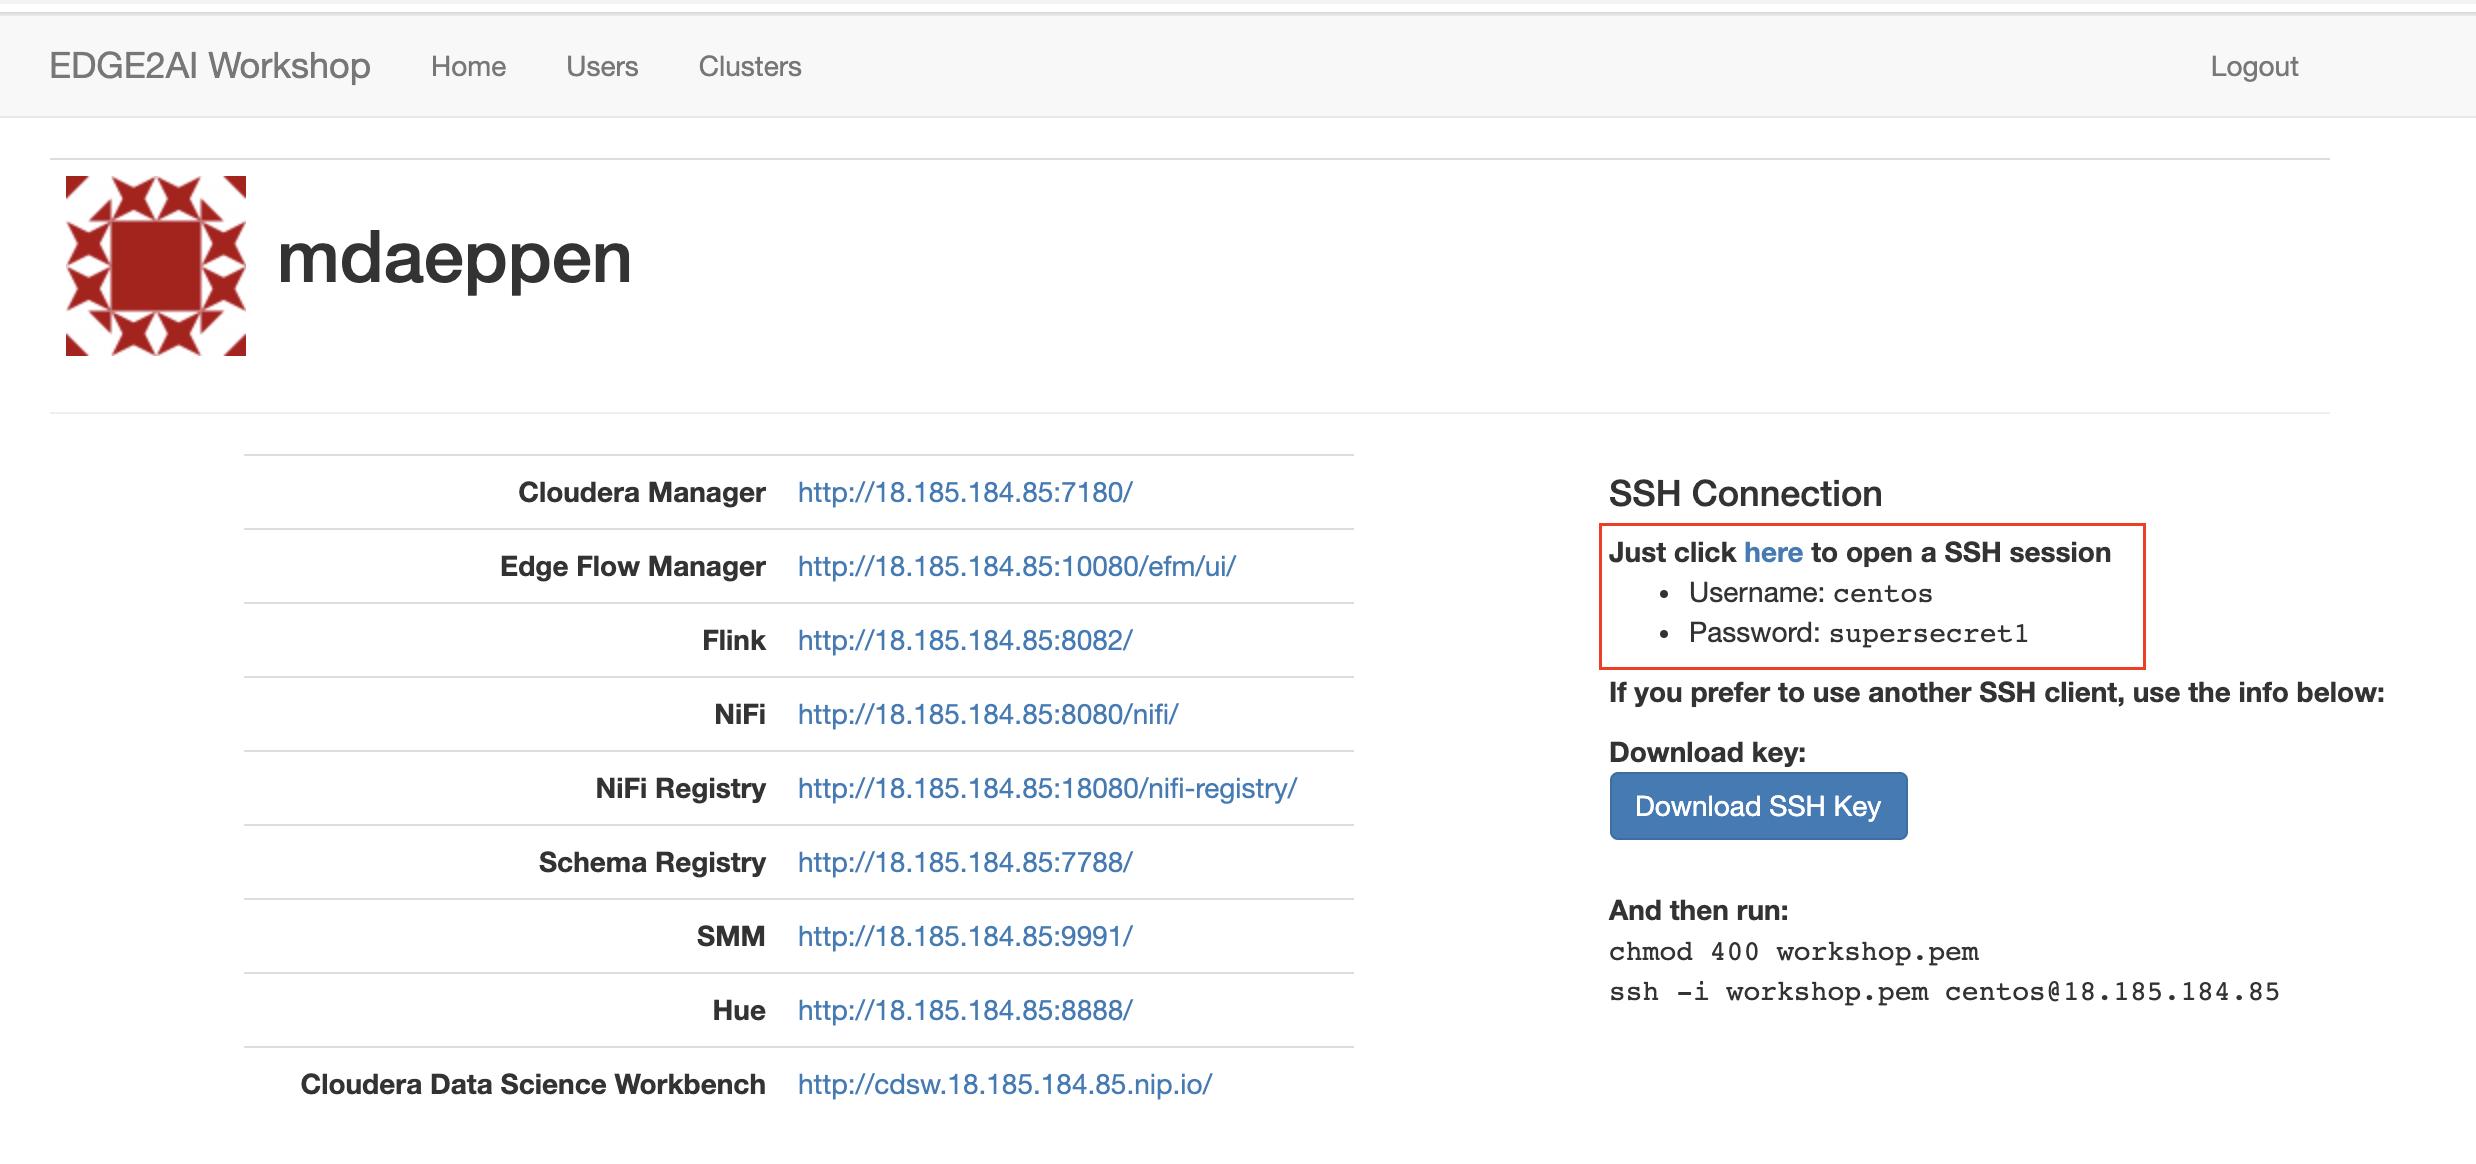 EDGE2AI Workshop Home Users Clusters Logout
mdaeppen
Cloudera Manager http://18.185.184.85:7180/
Edge Flow Manager http://18.185.184.85:10080/efm/ui/
Flink http://18.185.184.85:8082/
NiFi http://18.185.184.85:8080/nifi/
NiFi Registry http://18.185.184.85:18080/nifi-registry/
Schema Registry http://18.185.184.85:7788/
SMM http://18.185.184.85:9991/
Hue http://18.185.184.85:8888/
Cloudera Data Science Workbench http://cdsw.18.185.184.85.nip.io/
SSH Connection
Just click here to open a SSH session
• Username: centos
• Password: supersecret1
If you prefer to use another SSH client, use the info below:
Download key:
Download SSH Key
And then run:
chmod 400 workshop.pem
ssh -i workshop.pem centos@18.185.184.85